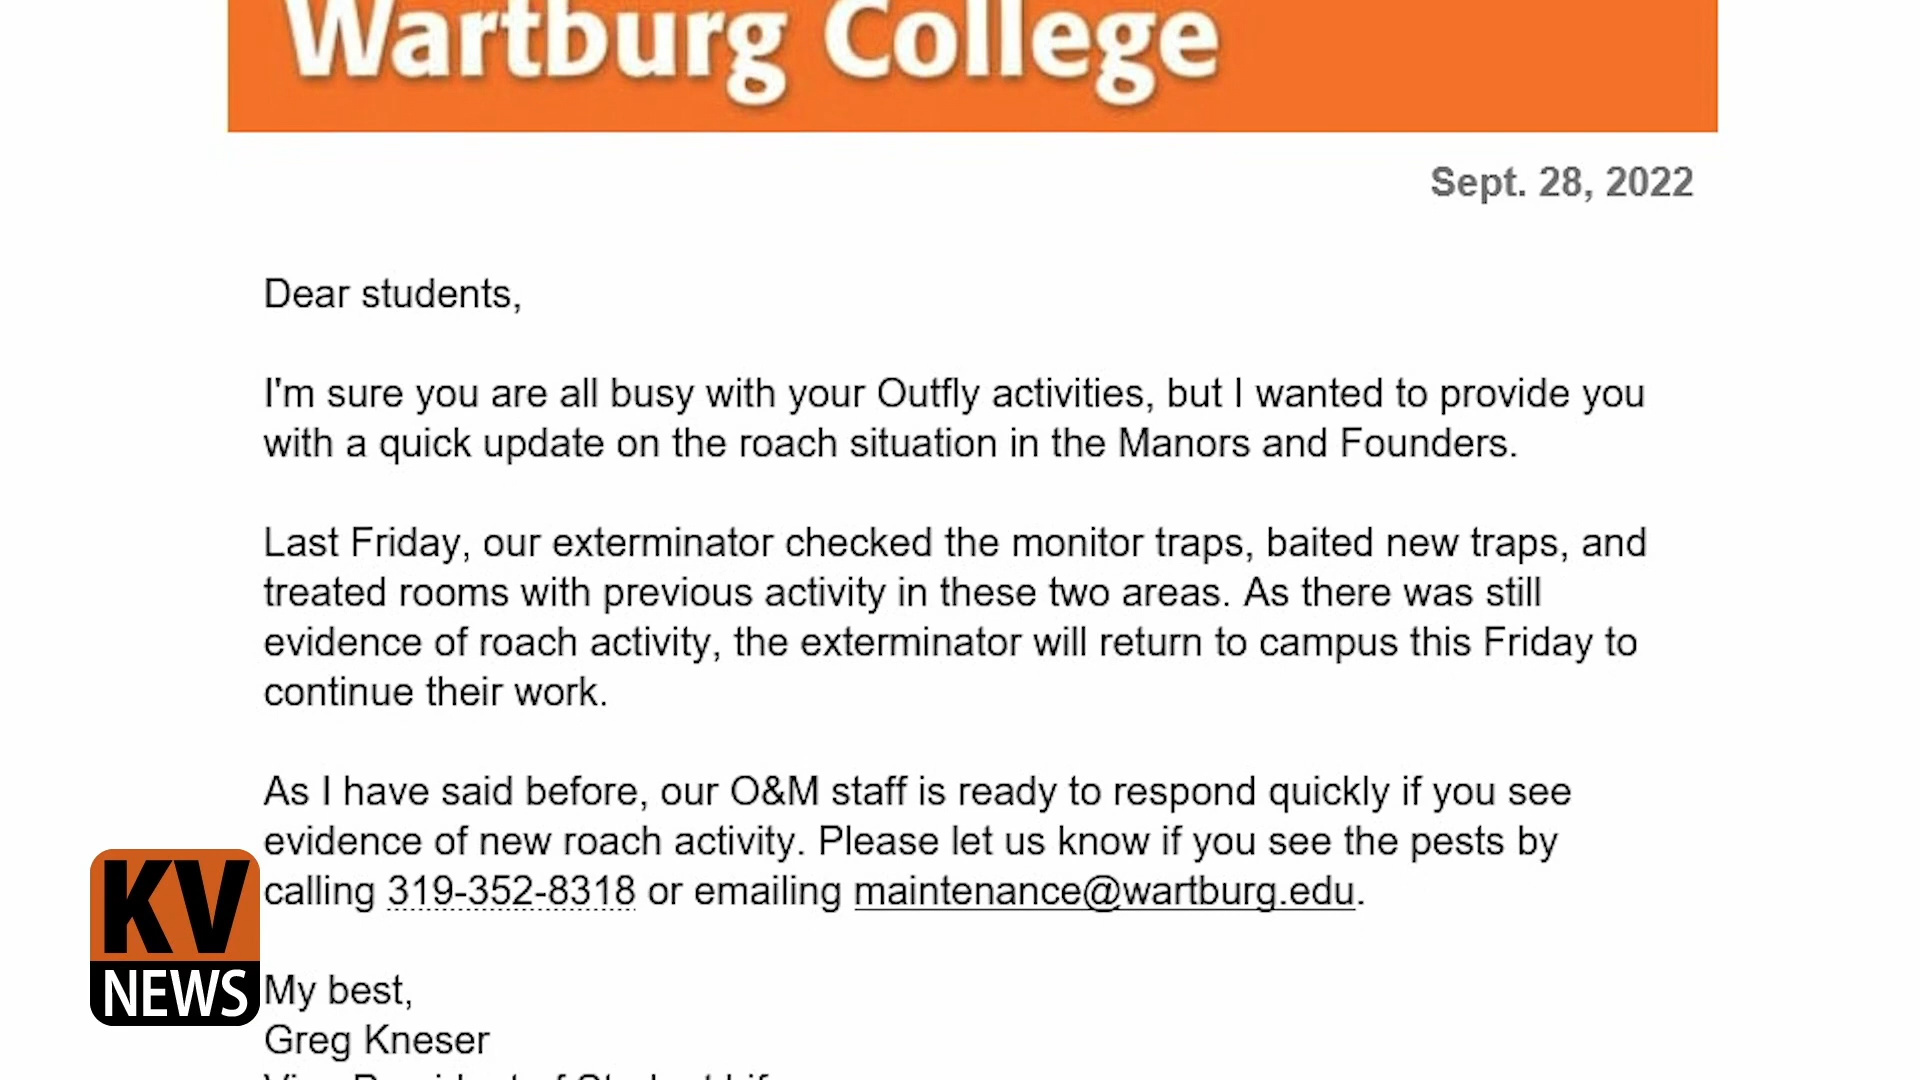 Wartburg College
Sept. 28, 2022
Dear students,
I'm sure you are all busy with your Outfly activities, but I wanted to provide you
with a quick update on the roach situation in the Manors and Founders.
Last Friday, our exterminator checked the monitor traps, baited new traps, and
treated rooms with previous activity in these two areas. As there was still
evidence of roach activity, the exterminator will return to campus this Friday to
continue their work.
As I have said before, our O&M staff is ready to respond quickly if you see
evidence of new roach activity. Please let us know if you see the pests by
calling 319-352-8318 or emailing maintenance@wartburg.edu.
KV
NEWS
My best,
Greg Kneser
Vice President of Student Life